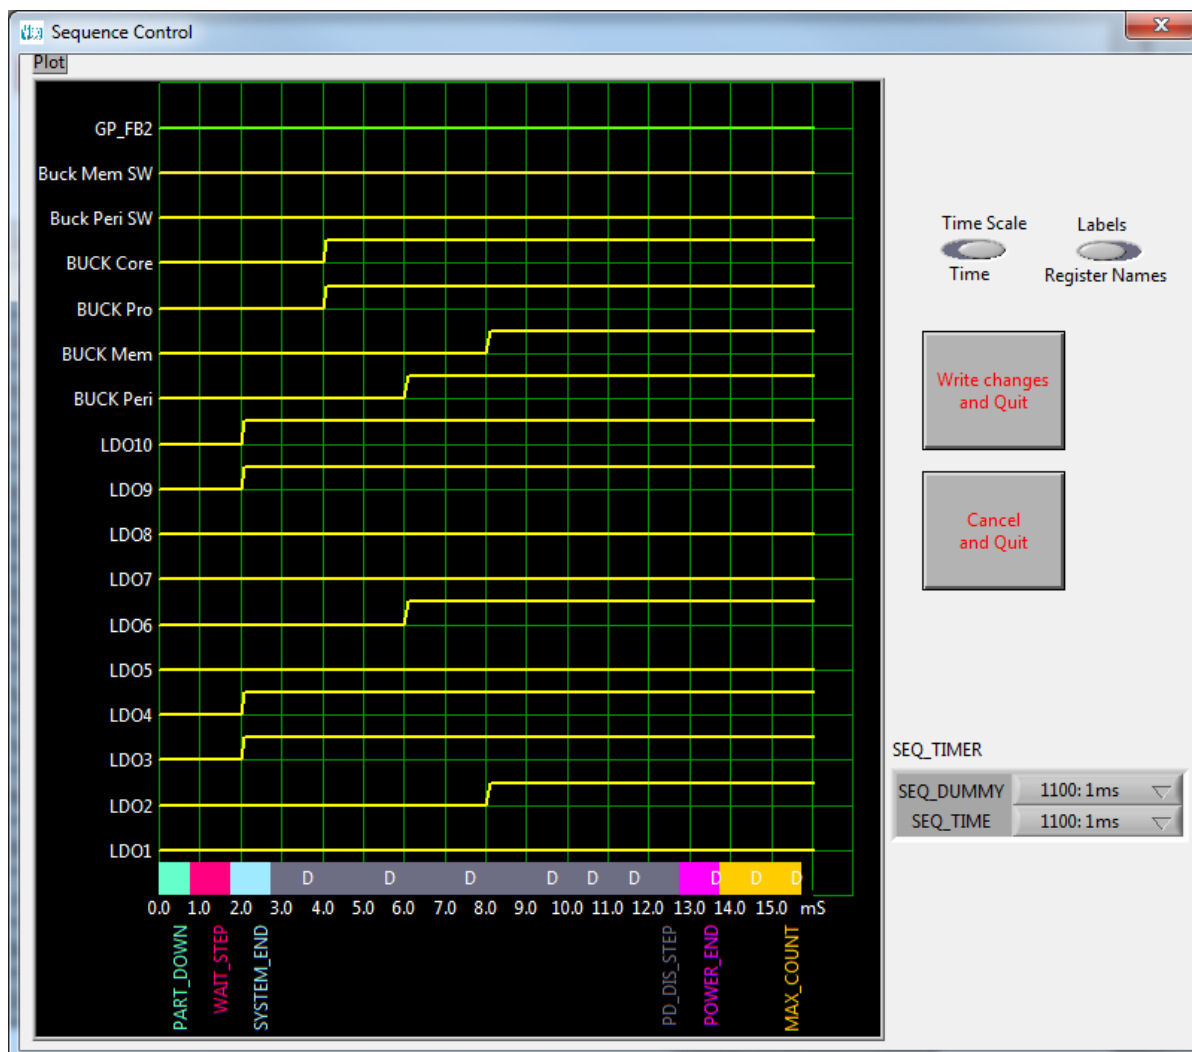 Sequence Control
X
Plot
GP_FB2
Buck Mem SW
Buck Peri SW
BUCK Core
BUCK Pro
BUCK Mem
BUCK Peri
LDO10
LDO9
LDO8
LDO7
LDO6
LDO5
LDO4
LDO3
LDO2
LDO1
D D D D D D D D D
0.0 1.0 2.0 3.0 4.0 5.0 6.0 7.0 8.0 9.0 10.0 11.0 12.0 13.0 14.0 15.0 mS
PART_DOWN
WAIT_STEP
SYSTEM_END
PD_DIS_STEP
POWER_END
MAX_COUNT
Time Scale
Time
Labels
Register Names
Write changes
and Quit
Cancel
and Quit
SEQ_TIMER
SEQ_DUMMY 1100: 1ms
SEQ_TIME 1100: 1ms